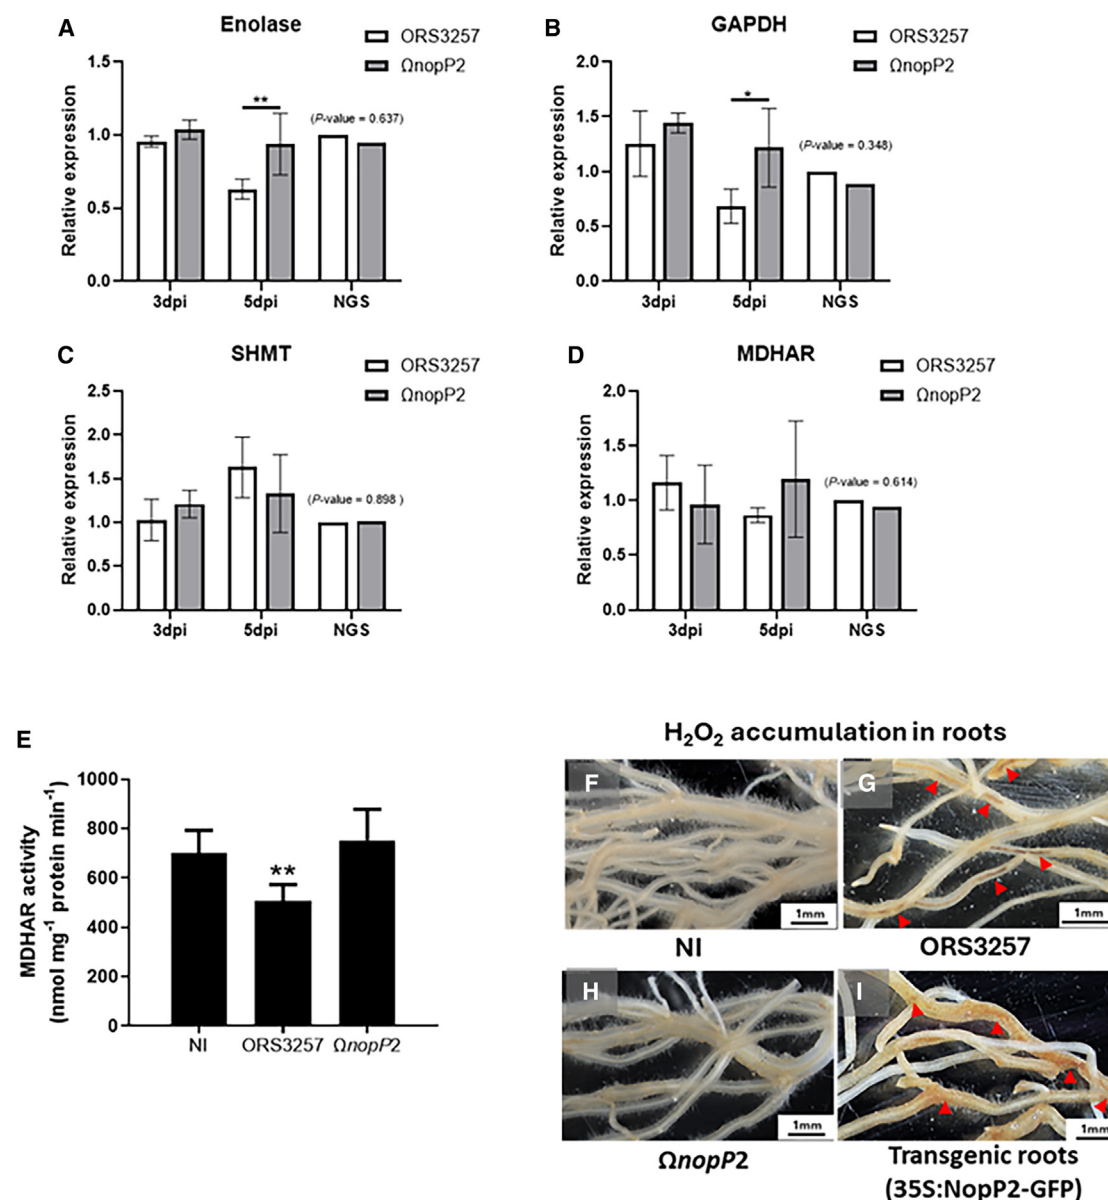 A
Enolase
ORS3257
ΩnopP2
Relative expression
1.5
1.0
0.5
0.0
**
(P-value = 0.637)
3dpi
5dpi
NGS
B
GAPDH
ORS3257
ΩnopP2
Relative expression
2.0
1.5
1.0
0.5
0.0
*
(P-value = 0.348)
3dpi
5dpi
NGS
C
SHMT
ORS3257
ΩnopP2
Relative expression
2.5
2.0
1.5
1.0
0.5
0.0
(P-value = 0.898 )
3dpi
5dpi
NGS
D
MDHAR
ORS3257
ΩnopP2
Relative expression
2.0
1.5
1.0
0.5
0.0
(P-value = 0.614)
3dpi
5dpi
NGS
E
MDHAR activity
(nmol mg⁻¹ protein min⁻¹)
1000
800
600
400
200
0
**
NI
ORS3257
ΩnopP2
H₂O₂ accumulation in roots
F
1mm
NI
G
1mm
ORS3257
H
1mm
ΩnopP2
I
1mm
Transgenic roots
(35S:NopP2-GFP)